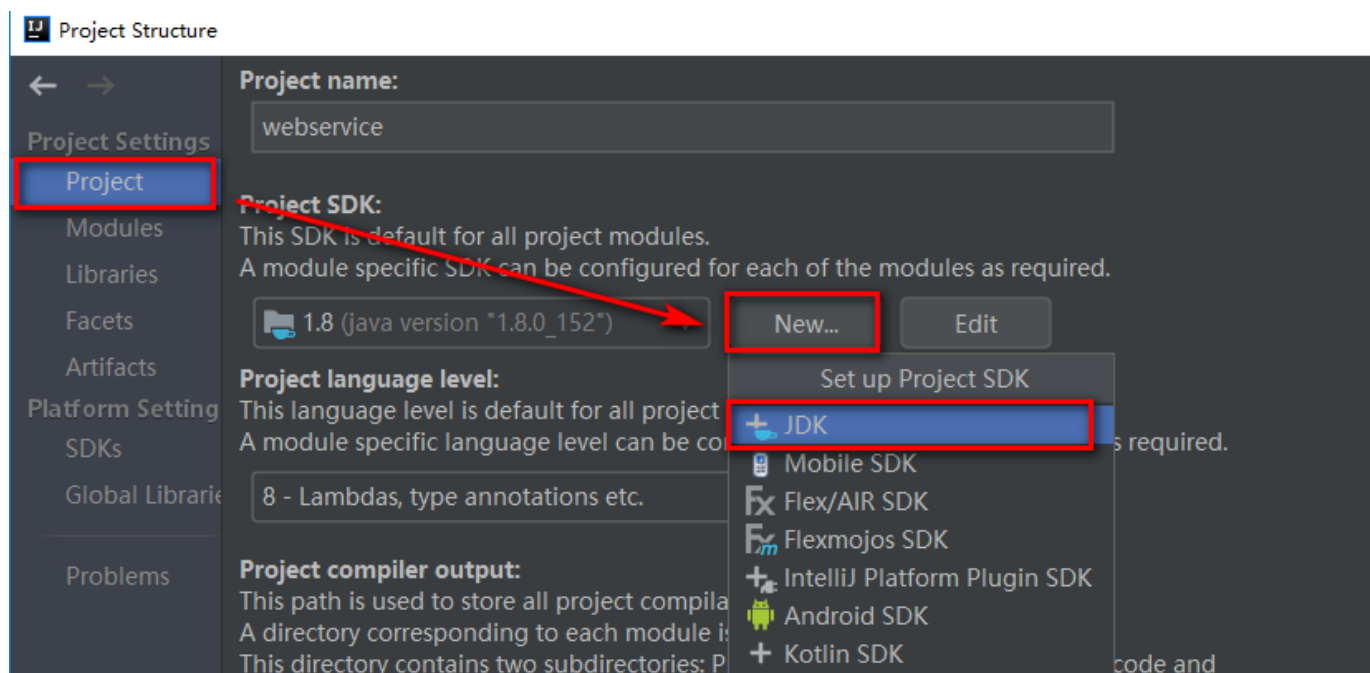 Project Structure
Project name:
Project Settings
webservice
Project
Project SDK:
Modules
This SDK is default for all project modules.
Libraries
A module specific SDK can be configured for each of the modules as required.
Facets
1.8 (java version "1.8.0_152")
New...
Edit
Artifacts
Project language level:
Set up Project SDK
Platform Setting
This language level is default for all project
JDK
SDKs
A module specific language level can be
s required.
Mobile SDK
Global Librarie
8 - Lambdas, type annotations etc.
Flex/AIR SDK
Flexmojos SDK
Problems
Project compiler output:
IntelliJ Platform Plugin SDK
This path is used to store all project compila
Android SDK
A directory corresponding to each module i
Kotlin SDK
This directory contains two subdirectories: P
code and